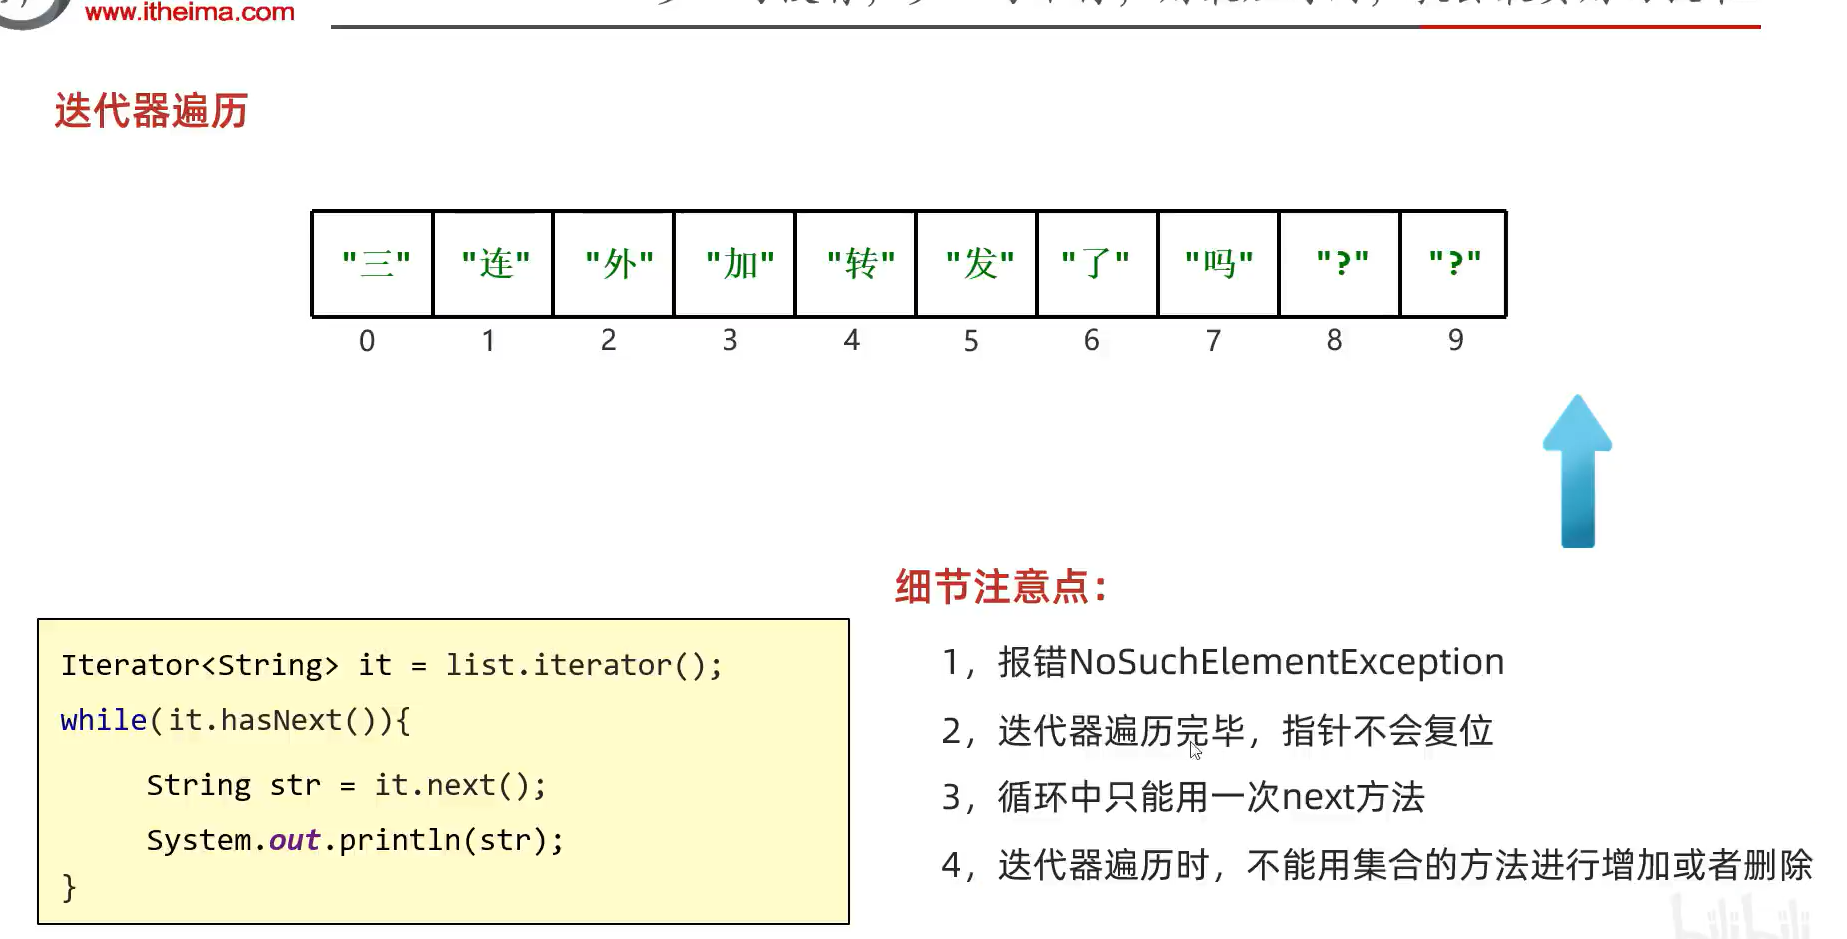 www.itheima.com
迭代器遍历
"三" "连" "外" "加" "转" "发" "了" "吗" "?" "?"
0 1 2 3 4 5 6 7 8 9
细节注意点：
Iterator<String> it = list.iterator();
while(it.hasNext()){
String str = it.next();
System.out.println(str);
}
1，报错NoSuchElementException
2，迭代器遍历完毕，指针不会复位
3，循环中只能用一次next方法
4，迭代器遍历时，不能用集合的方法进行增加或者删除
bilibili